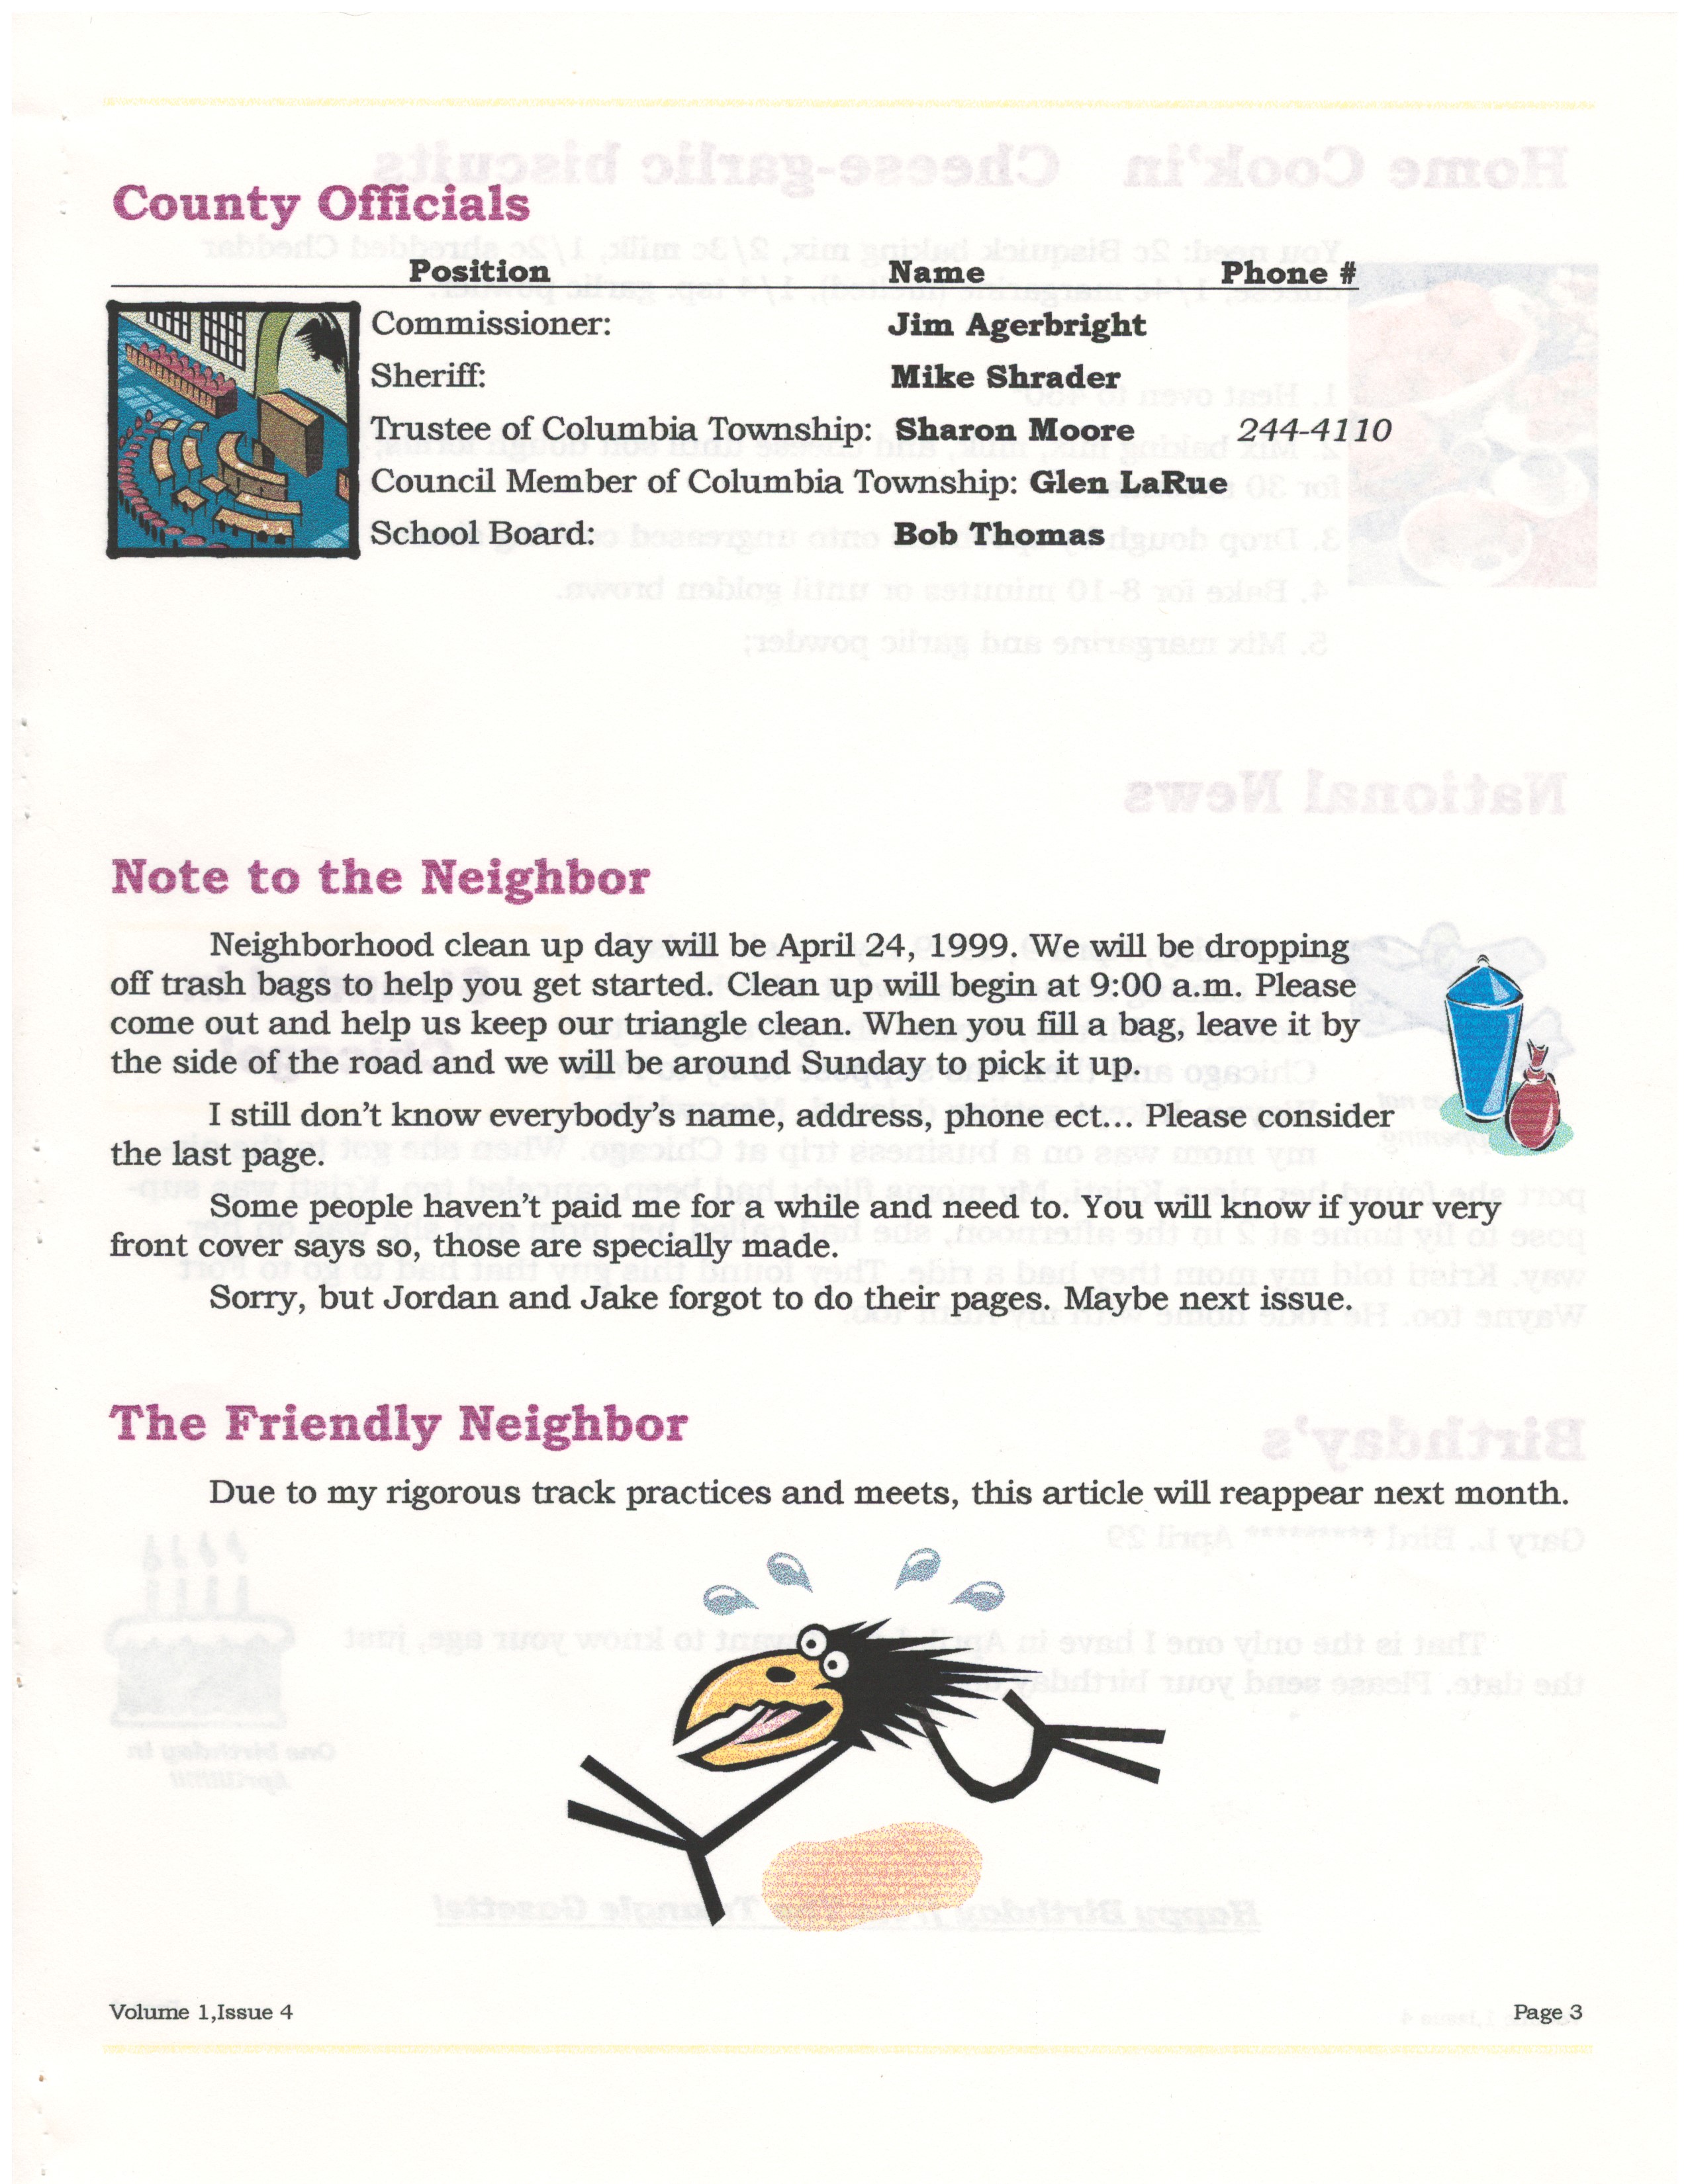 County Officials
Position Name Phone #
Commissioner: Jim Agerbright
Sheriff: Mike Shrader
Trustee of Columbia Township: Sharon Moore 244-4110
Council Member of Columbia Township: Glen LaRue
School Board: Bob Thomas
Note to the Neighbor
Neighborhood clean up day will be April 24, 1999. We will be dropping
off trash bags to help you get started. Clean up will begin at 9:00 a.m. Please
come out and help us keep our triangle clean. When you fill a bag, leave it by
the side of the road and we will be around Sunday to pick it up.
I still don't know everybody's name, address, phone ect... Please consider
the last page.
Some people haven't paid me for a while and need to. You will know if your very
front cover says so, those are specially made.
Sorry, but Jordan and Jake forgot to do their pages. Maybe next issue.
The Friendly Neighbor
Due to my rigorous track practices and meets, this article will reappear next month.
Volume 1,Issue 4 Page 3